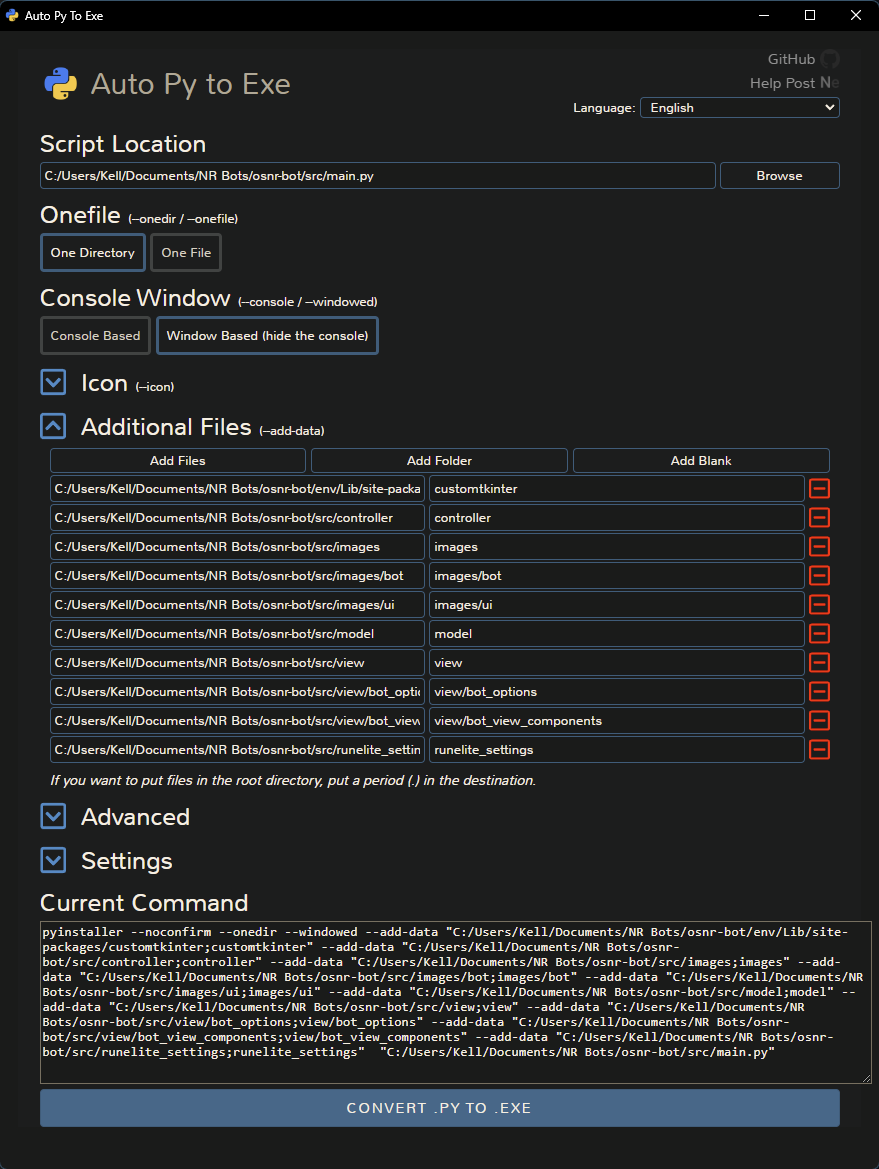 Auto Py To Exe
GitHub
Auto Py to Exe
Help Post
Language: English
Script Location
C:/Users/Kell/Documents/NR Bots/osnr-bot/src/main.py Browse
Onefile (--onedir / --onefile)
One Directory One File
Console Window (--console / --windowed)
Console Based Window Based (hide the console)
Icon (--icon)
Additional Files (--add-data)
Add Files Add Folder Add Blank
C:/Users/Kell/Documents/NR Bots/osnr-bot/env/Lib/site-packa customtkinter
C:/Users/Kell/Documents/NR Bots/osnr-bot/src/controller controller
C:/Users/Kell/Documents/NR Bots/osnr-bot/src/images images
C:/Users/Kell/Documents/NR Bots/osnr-bot/src/images/bot images/bot
C:/Users/Kell/Documents/NR Bots/osnr-bot/src/images/ui images/ui
C:/Users/Kell/Documents/NR Bots/osnr-bot/src/model model
C:/Users/Kell/Documents/NR Bots/osnr-bot/src/view view
C:/Users/Kell/Documents/NR Bots/osnr-bot/src/view/bot_optio view/bot_options
C:/Users/Kell/Documents/NR Bots/osnr-bot/src/view/bot_view view/bot_view_components
C:/Users/Kell/Documents/NR Bots/osnr-bot/src/runelite_settin runelite_settings
If you want to put files in the root directory, put a period (.) in the destination.
Advanced
Settings
Current Command
pyinstaller --noconfirm --onedir --windowed --add-data "C:/Users/Kell/Documents/NR Bots/osnr-bot/env/Lib/site-
packages/customtkinter;customtkinter" --add-data "C:/Users/Kell/Documents/NR Bots/osnr-
bot/src/controller;controller" --add-data "C:/Users/Kell/Documents/NR Bots/osnr-bot/src/images;images" --add-
data "C:/Users/Kell/Documents/NR Bots/osnr-bot/src/images/bot;images/bot" --add-data "C:/Users/Kell/Documents/NR
Bots/osnr-bot/src/images/ui;images/ui" --add-data "C:/Users/Kell/Documents/NR Bots/osnr-bot/src/model;model" --
add-data "C:/Users/Kell/Documents/NR Bots/osnr-bot/src/view;view" --add-data "C:/Users/Kell/Documents/NR
Bots/osnr-bot/src/view/bot_options;view/bot_options" --add-data "C:/Users/Kell/Documents/NR Bots/osnr-
bot/src/view/bot_view_components;view/bot_view_components" --add-data "C:/Users/Kell/Documents/NR Bots/osnr-
bot/src/runelite_settings;runelite_settings"  "C:/Users/Kell/Documents/NR Bots/osnr-bot/src/main.py"
CONVERT .PY TO .EXE